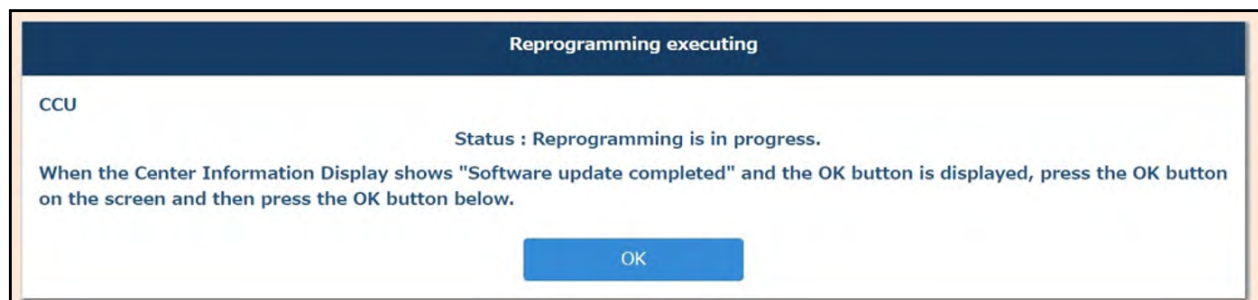 Reprogramming executing
CCU
Status : Reprogramming is in progress.
When the Center Information Display shows "Software update completed" and the OK button is displayed, press the OK button
on the screen and then press the OK button below.
OK